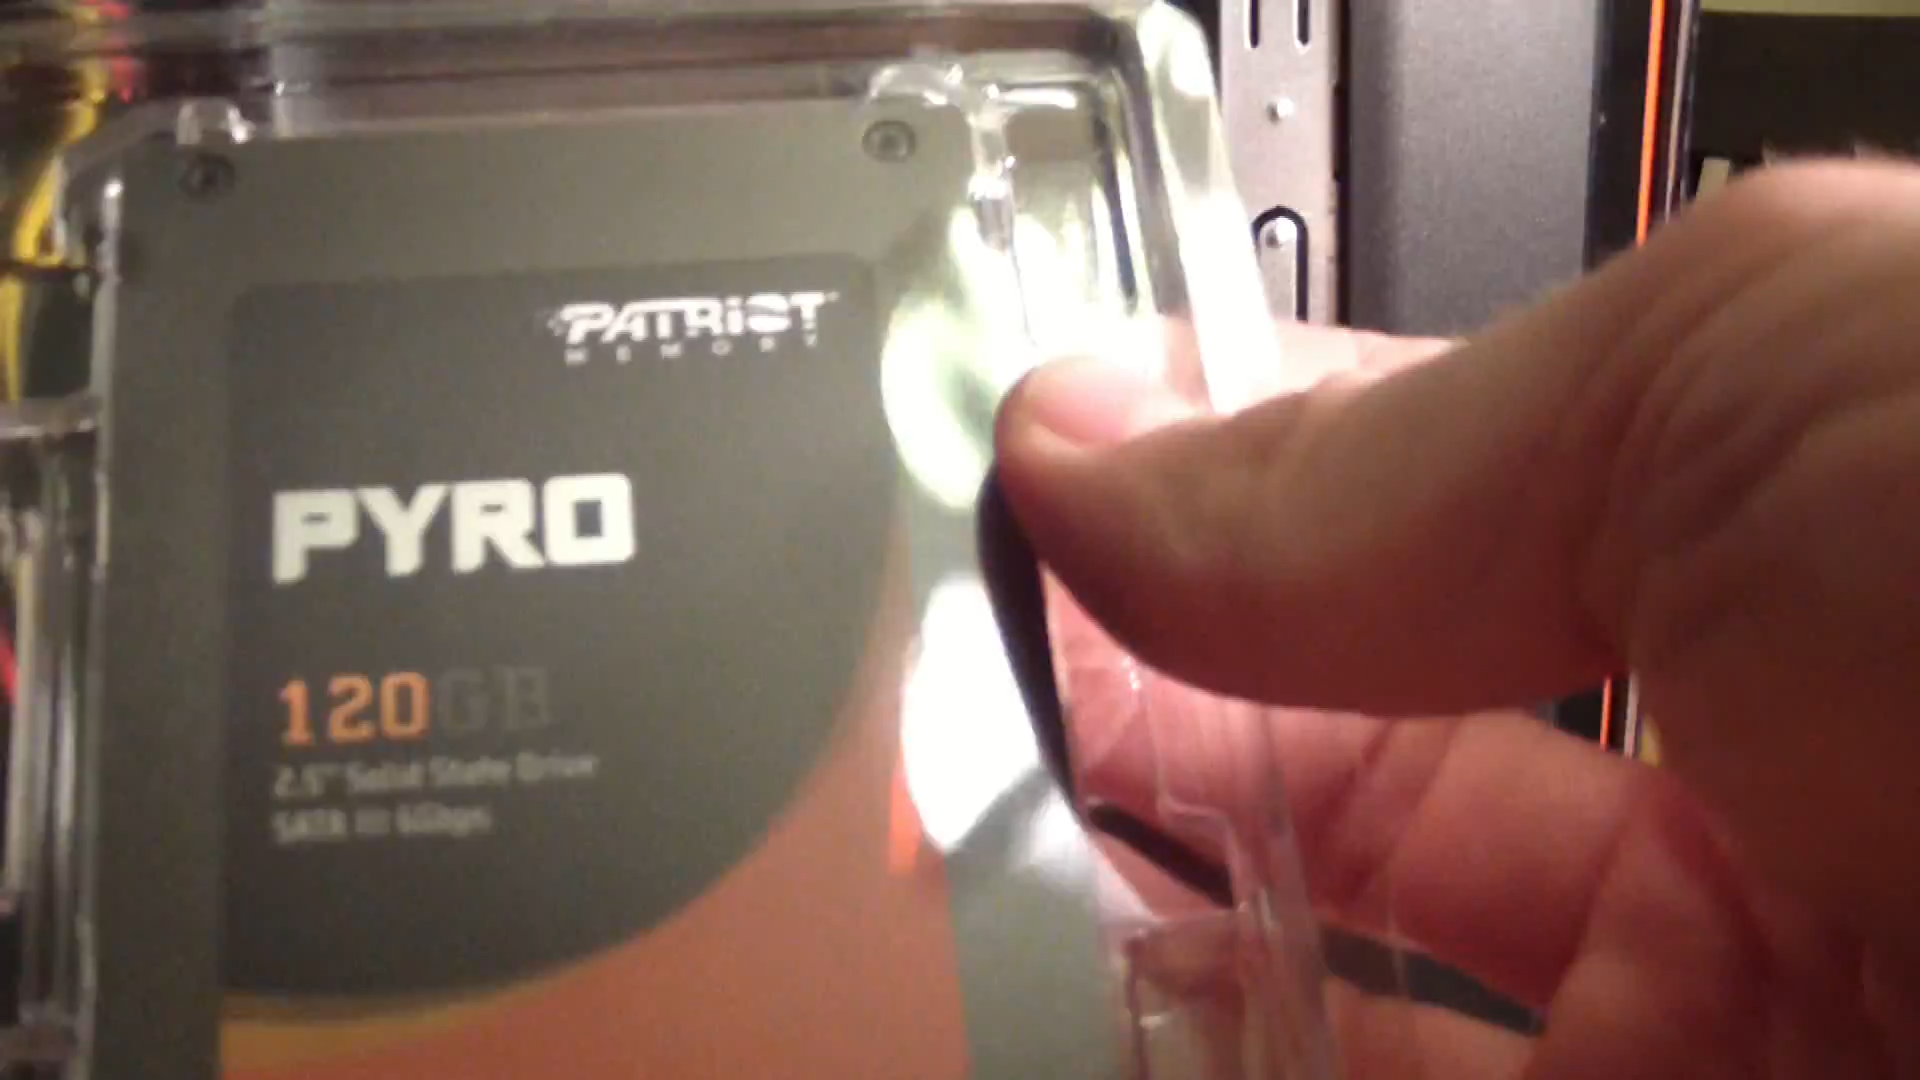 PATRIOT
MEMORY
PYRO
120GB
2.5" Solid State Drive
SATA III 6Gbps